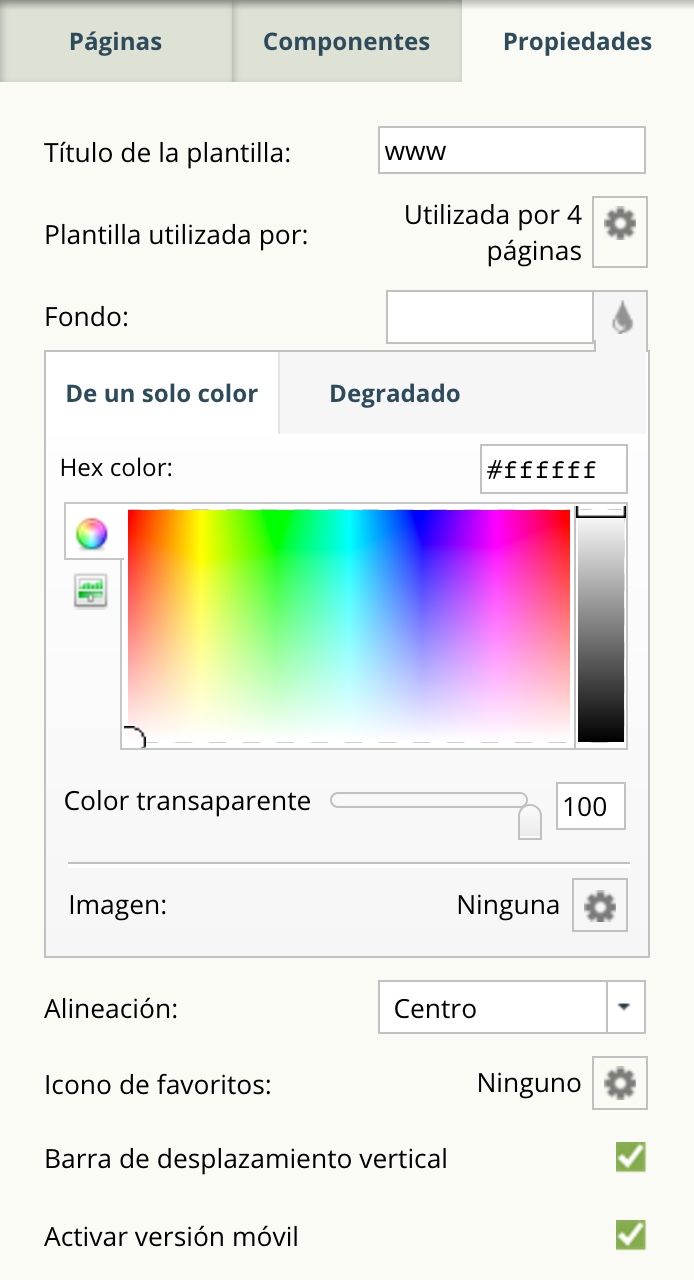 Páginas Componentes Propiedades
Título de la plantilla: www
Plantilla utilizada por: Utilizada por 4
páginas
Fondo:
De un solo color Degradado
Hex color: #ffffff
Color transaparente 100
Imagen: Ninguna
Alineación: Centro
Icono de favoritos: Ninguno
Barra de desplazamiento vertical
Activar versión móvil